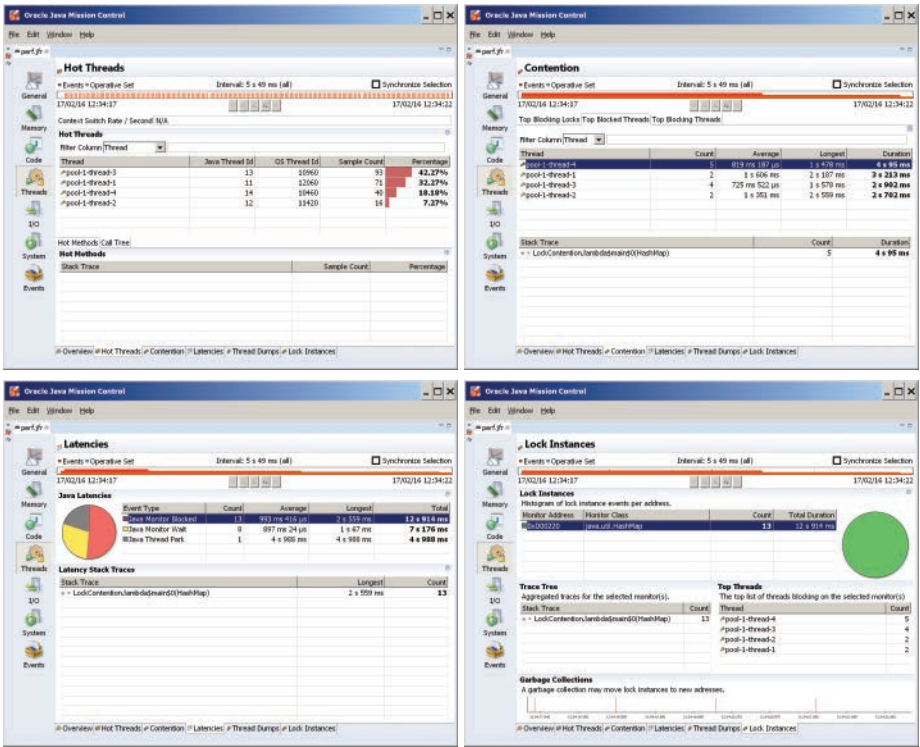 Oracle Java Mission Control
File Edit Window Help
perf.jfr
General
Memory
Code
Threads
I/O
System
Events
Hot Threads
Events Operative Set Interval: 5 s 49 ms (all) Synchronize Selection
17/02/16 12:34:17 17/02/16 12:34:22
Context Switch Rate / Second N/A
Hot Threads
Filter Column Thread
Thread Java Thread Id OS Thread Id Sample Count Percentage
pool-1-thread-3 13 10960 93 42.27%
pool-1-thread-1 11 12060 71 32.27%
pool-1-thread-4 14 10460 40 18.18%
pool-1-thread-2 12 11420 16 7.27%
Hot Methods Call Tree
Hot Methods
Stack Trace Sample Count Percentage
Overview Hot Threads Contention Latencies Thread Dumps Lock Instances
Oracle Java Mission Control
File Edit Window Help
perf.jfr
General
Memory
Code
Threads
I/O
System
Events
Contention
Events Operative Set Interval: 5 s 49 ms (all) Synchronize Selection
17/02/16 12:34:17 17/02/16 12:34:22
Top Blocking Locks Top Blocked Threads Top Blocking Threads
Filter Column Thread
Thread Count Average Longest Duration
pool-1-thread-4 5 819 ms 187 µs 1 s 478 ms 4 s 95 ms
pool-1-thread-1 2 1 s 606 ms 2 s 187 ms 3 s 213 ms
pool-1-thread-3 4 725 ms 522 µs 1 s 578 ms 2 s 902 ms
pool-1-thread-2 2 1 s 351 ms 2 s 559 ms 2 s 702 ms
Stack Trace Count Duration
LockContention.lambda$main$0(HashMap) 5 4 s 95 ms
Overview Hot Threads Contention Latencies Thread Dumps Lock Instances
Oracle Java Mission Control
File Edit Window Help
perf.jfr
General
Memory
Code
Threads
I/O
System
Events
Latencies
Events Operative Set Interval: 5 s 49 ms (all) Synchronize Selection
17/02/16 12:34:17 17/02/16 12:34:22
Java Latencies
Event Type Count Average Longest Total
Java Monitor Blocked 13 993 ms 416 µs 2 s 559 ms 12 s 914 ms
Java Monitor Wait 8 897 ms 24 µs 1 s 67 ms 7 s 176 ms
Java Thread Park 1 4 s 988 ms 4 s 988 ms 4 s 988 ms
Latency Stack Traces
Stack Trace Longest Count
LockContention.lambda$main$0(HashMap) 2 s 559 ms 13
Overview Hot Threads Contention Latencies Thread Dumps Lock Instances
Oracle Java Mission Control
File Edit Window Help
perf.jfr
General
Memory
Code
Threads
I/O
System
Events
Lock Instances
Events Operative Set Interval: 5 s 49 ms (all) Synchronize Selection
17/02/16 12:34:17 17/02/16 12:34:22
Lock Instances
Histogram of lock instance events per address.
Monitor Address Monitor Class Count Total Duration
java.util.HashMap 13 12 s 914 ms
Trace Tree
Aggregated traces for the selected monitor(s).
Stack Trace Count
LockContention.lambda$main$0(HashMap) 13
Top Threads
The top list of threads blocking on the selected monitor(s)
Thread Count
pool-1-thread-4 5
pool-1-thread-3 4
pool-1-thread-2 2
pool-1-thread-1 2
Garbage Collections
A garbage collection may move lock instances to new adresses.
Overview Hot Threads Contention Latencies Thread Dumps Lock Instances